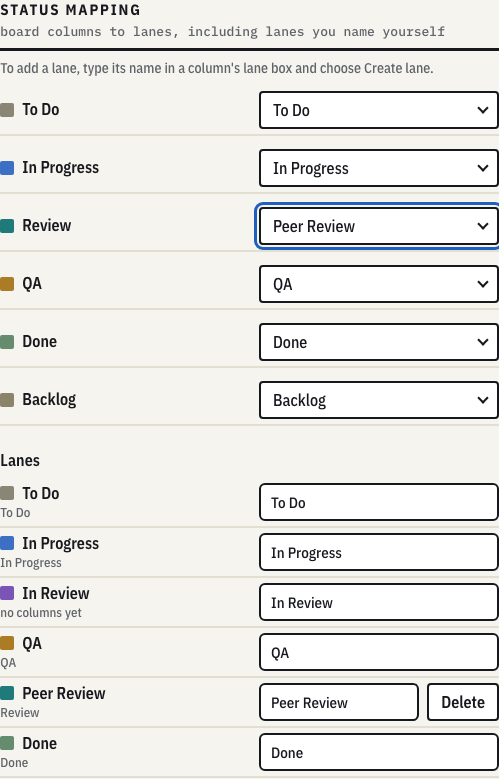 STATUS MAPPING
board columns to lanes, including lanes you name yourself
To add a lane, type its name in a column's lane box and choose Create lane.
To Do To Do
In Progress In Progress
Review Peer Review
QA QA
Done Done
Backlog Backlog
Lanes
To Do To Do
To Do
In Progress In Progress
In Progress
In Review In Review
no columns yet
QA QA
QA
Peer Review Peer Review Delete
Review
Done Done
Done